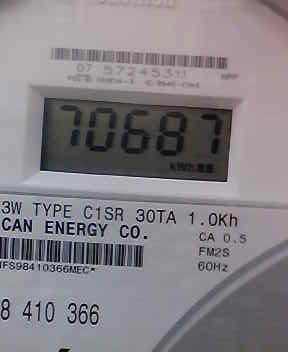 07 57245311
70687
kWh
3W TYPE C1SR 30TA 1.0Kh
CAN ENERGY CO.
CA 0.5
FM2S
60Hz
IFS98410366MEC*
8 410 366